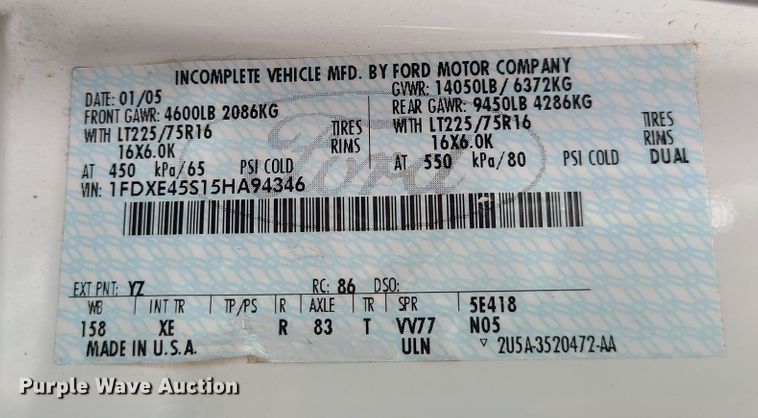 INCOMPLETE VEHICLE MFD. BY FORD MOTOR COMPANY
DATE: 01/05 GVWR: 14050LB/ 6372KG
FRONT GAWR: 4600LB 2086KG REAR GAWR: 9450LB 4286KG
WITH LT225/75R16 TIRES WITH LT225/75R16 TIRES
16X6.0K RIMS 16X6.0K RIMS
AT 450 kPa/65 PSI COLD AT 550 kPa/80 PSI COLD DUAL
VIN: 1FDXE45S15HA94346
Ford
EXT PNT: YZ RC: 86 DSO:
WB INT TR TP/PS R AXLE TR SPR 5E418
158 XE R 83 T VV77 N05
MADE IN U.S.A. ULN ▽ 2U5A-3520472-AA
Purple Wave Auction